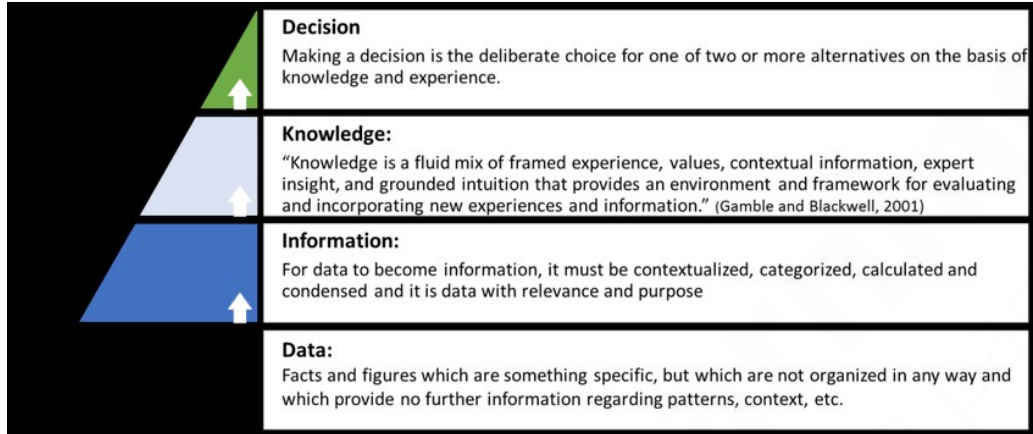 Decision
Making a decision is the deliberate choice for one of two or more alternatives on the basis of
knowledge and experience.
Knowledge:
“Knowledge is a fluid mix of framed experience, values, contextual information, expert
insight, and grounded intuition that provides an environment and framework for evaluating
and incorporating new experiences and information.” (Gamble and Blackwell, 2001)
Information:
For data to become information, it must be contextualized, categorized, calculated and
condensed and it is data with relevance and purpose
Data:
Facts and figures which are something specific, but which are not organized in any way and
which provide no further information regarding patterns, context, etc.